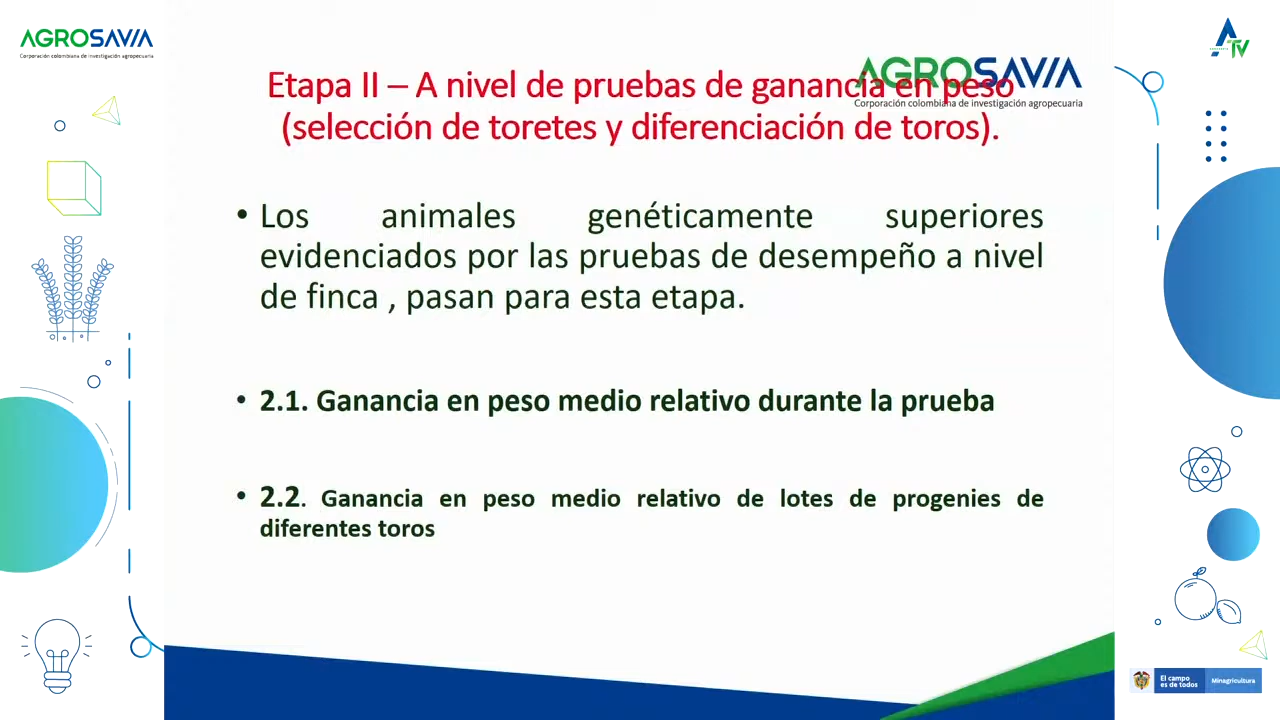 AGROSAVIA
Corporación colombiana de investigación agropecuaria
ATV
AGROSAVIA
Corporación colombiana de investigación agropecuaria
Etapa II – A nivel de pruebas de ganancia en peso
(selección de toretes y diferenciación de toros).
• Los animales genéticamente superiores
evidenciados por las pruebas de desempeño a nivel
de finca , pasan para esta etapa.
• 2.1. Ganancia en peso medio relativo durante la prueba
• 2.2. Ganancia en peso medio relativo de lotes de progenies de
diferentes toros
El campo
es de todos
Minagricultura